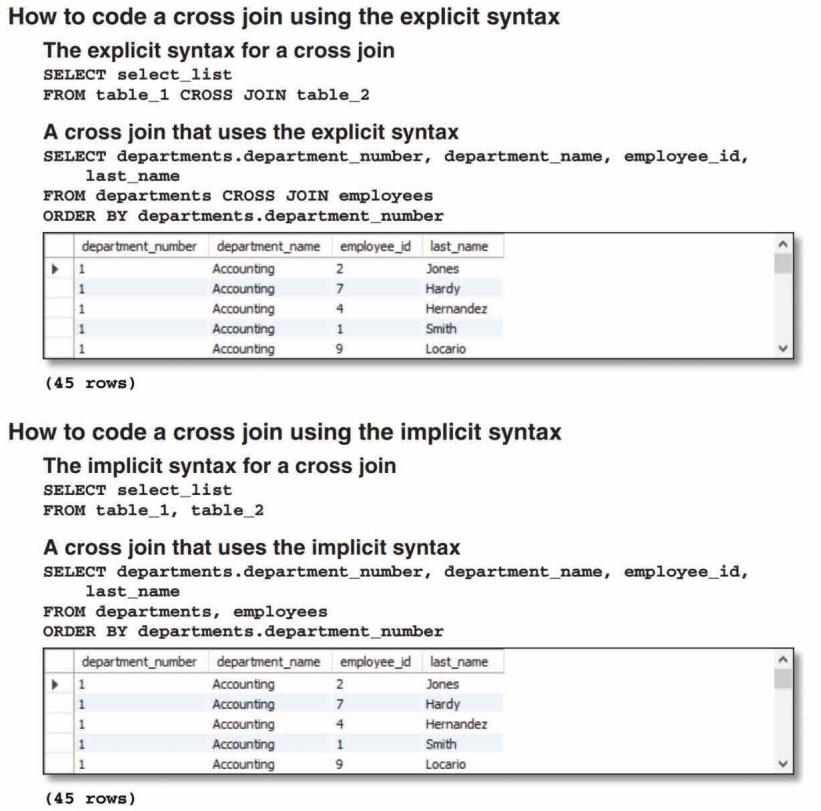 How to code a cross join using the explicit syntax
The explicit syntax for a cross join
SELECT select_list
FROM table_1 CROSS JOIN table_2
A cross join that uses the explicit syntax
SELECT departments.department_number, department_name, employee_id,
last_name
FROM departments CROSS JOIN employees
ORDER BY departments.department_number
department_number department_name employee_id last_name
1 Accounting 2 Jones
1 Accounting 7 Hardy
1 Accounting 4 Hernandez
1 Accounting 1 Smith
1 Accounting 9 Locario
(45 rows)
How to code a cross join using the implicit syntax
The implicit syntax for a cross join
SELECT select_list
FROM table_1, table_2
A cross join that uses the implicit syntax
SELECT departments.department_number, department_name, employee_id,
last_name
FROM departments, employees
ORDER BY departments.department_number
department_number department_name employee_id last_name
1 Accounting 2 Jones
1 Accounting 7 Hardy
1 Accounting 4 Hernandez
1 Accounting 1 Smith
1 Accounting 9 Locario
(45 rows)